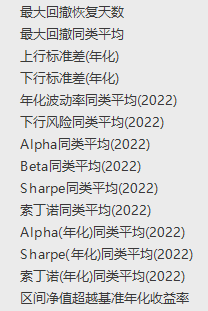 最大回撤恢复天数
最大回撤同类平均
上行标准差(年化)
下行标准差(年化)
年化波动率同类平均(2022)
下行风险同类平均(2022)
Alpha同类平均(2022)
Beta同类平均(2022)
Sharpe同类平均(2022)
索丁诺同类平均(2022)
Alpha(年化)同类平均(2022)
Sharpe(年化)同类平均(2022)
索丁诺(年化)同类平均(2022)
区间净值超越基准年化收益率